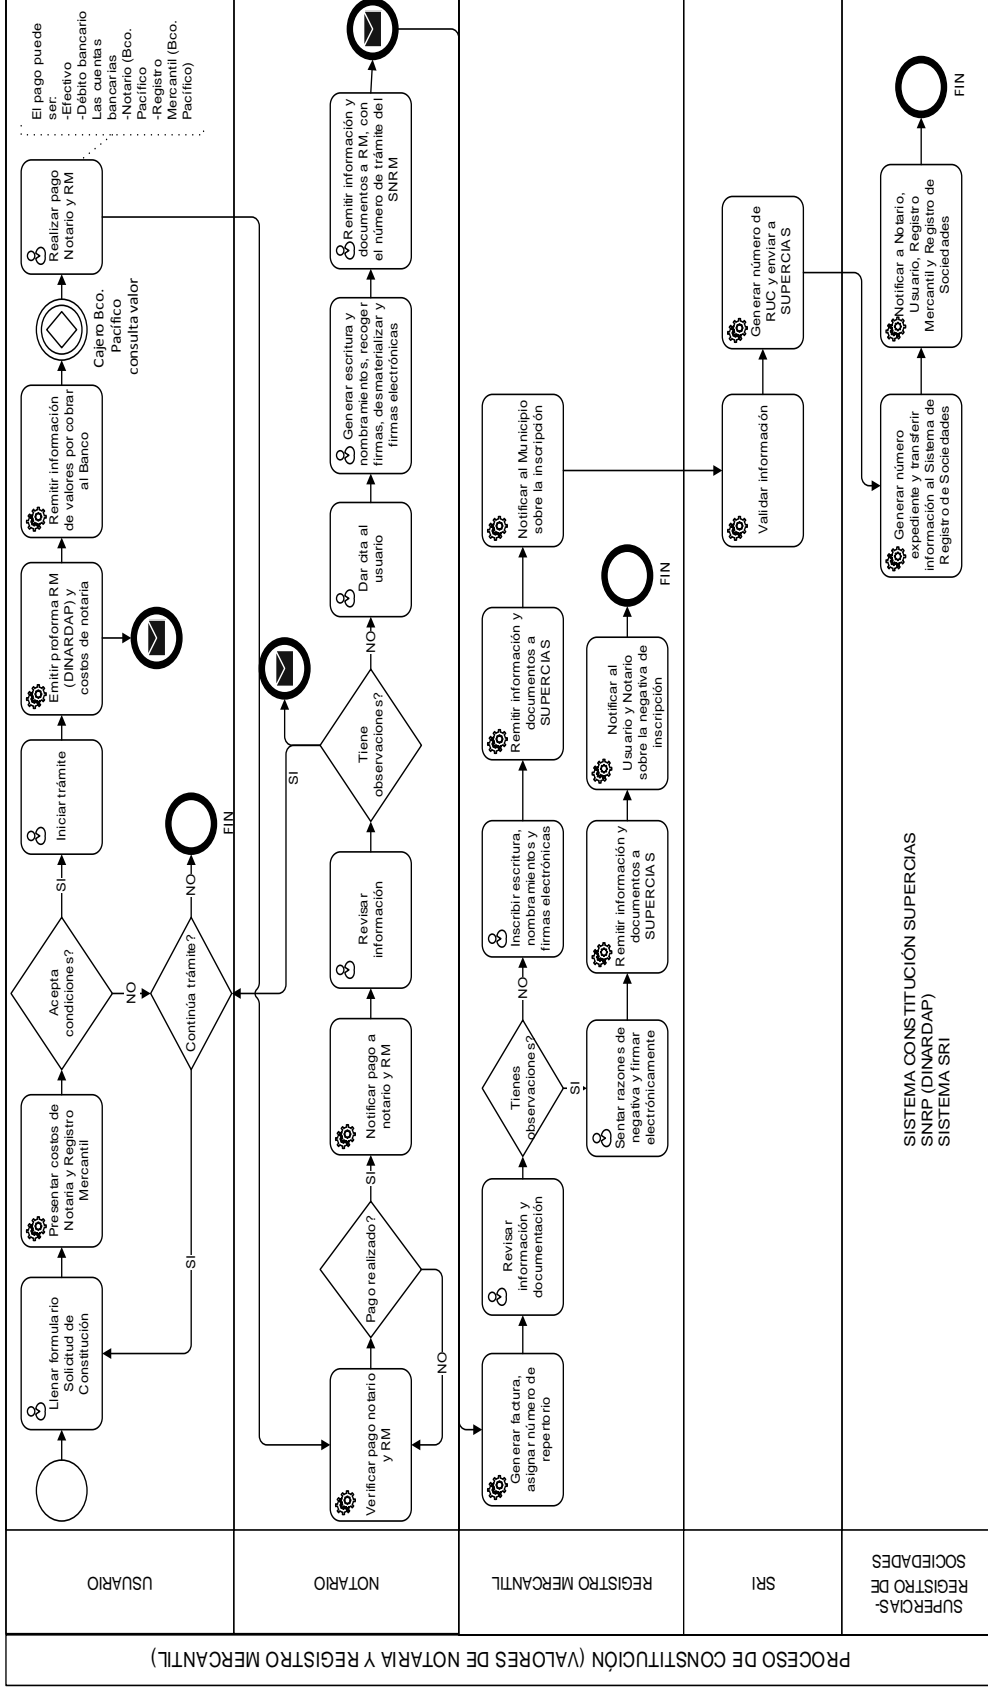 PROCESO DE CONSTITUCIÓN (VALORES DE NOTARIA Y REGISTRO MERCANTIL)
USUARIO
Llenar formulario
Solicitud de
Constitución
Presentar costos de
Notaria y Registro
Mercantil
Acepta
condiciones?
SI
NO
Continúa trámite?
SI
NO
FIN
Iniciar trámite
Emitir proforma RM
(DINARDAP) y
costos de notaría
Remitir información
de valores por cobrar
al Banco
Cajero Bco.
Pacífico
consulta valor
Realizar pago
Notario y RM
El pago puede
ser:
-Efectivo
-Débito bancario
Las cuentas
bancarias
-Notario (Bco.
Pacífico
-Registro
Mercantil (Bco.
Pacífico)
NOTARIO
Verificar pago notario
y RM
Pago realizado?
NO
SI
Notificar pago a
notario y RM
Revisar
información
Tiene
observaciones?
SI
NO
Dar dta al
usuario
Generar escritura y
nombramientos, recoger
firmas, desmaterializar y
firmas electrónicas
Remitir información y
documentos a RM, con
el número de trámite del
SNRM
REGISTRO MERCANTIL
Generar factura,
asignar número de
repertorio
Revisar
información y
documentación
Tienes
observaciones?
NO
SI
Inscribir escritura,
nombramientos y
firmas electrónicas
Remitir información y
documentos a
SUPERCIAS
Notificar al Municipio
sobre la inscripción
Sentar razones de
negativa y firmar
electrónicamente
Remitir información y
documentos a
SUPERCIAS
Notificar al
Usuario y Notario
sobre la negativa de
inscripción
FIN
SRI
Validar información
Generar número de
RUC y enviar a
SUPERCIAS
SUPERCIAS-
REGISTRO DE
SOCIEDADES
Generar número
expediente y transferir
información al Sistema de
Registro de Sociedades
Notificar a Notario,
Usuario, Registro
Mercantil y Registro de
Sociedades
FIN
SISTEMA CONSTITUCIÓN SUPERCIAS
SNRP (DINARDAP)
SISTEMA SRI